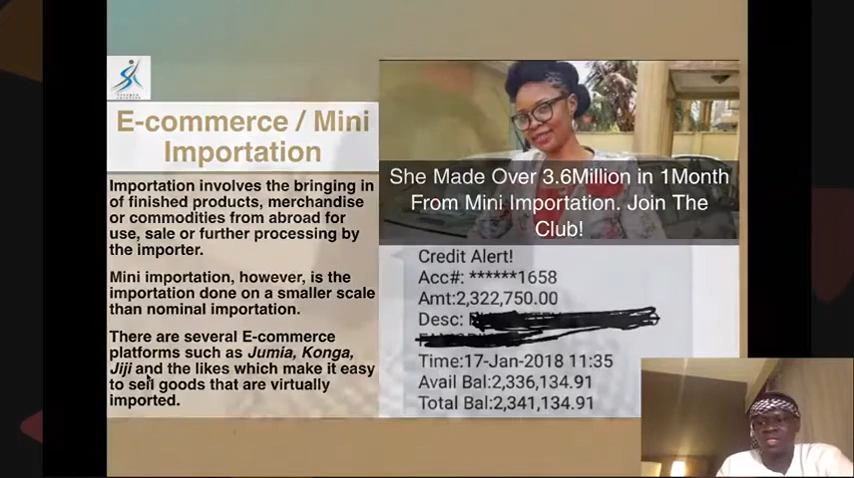 E-commerce / Mini
Importation
Importation involves the bringing in
of finished products, merchandise
or commodities from abroad for
use, sale or further processing by
the importer.
Mini importation, however, is the
importation done on a smaller scale
than nominal importation.
There are several E-commerce
platforms such as Jumia, Konga,
Jiji and the likes which make it easy
to sell goods that are virtually
imported.
She Made Over 3.6Million in 1Month
From Mini Importation. Join The
Club!
Credit Alert!
Acc#: ******1658
Amt:2,322,750.00
Desc:
Time:17-Jan-2018 11:35
Avail Bal:2,336,134.91
Total Bal:2,341,134.91